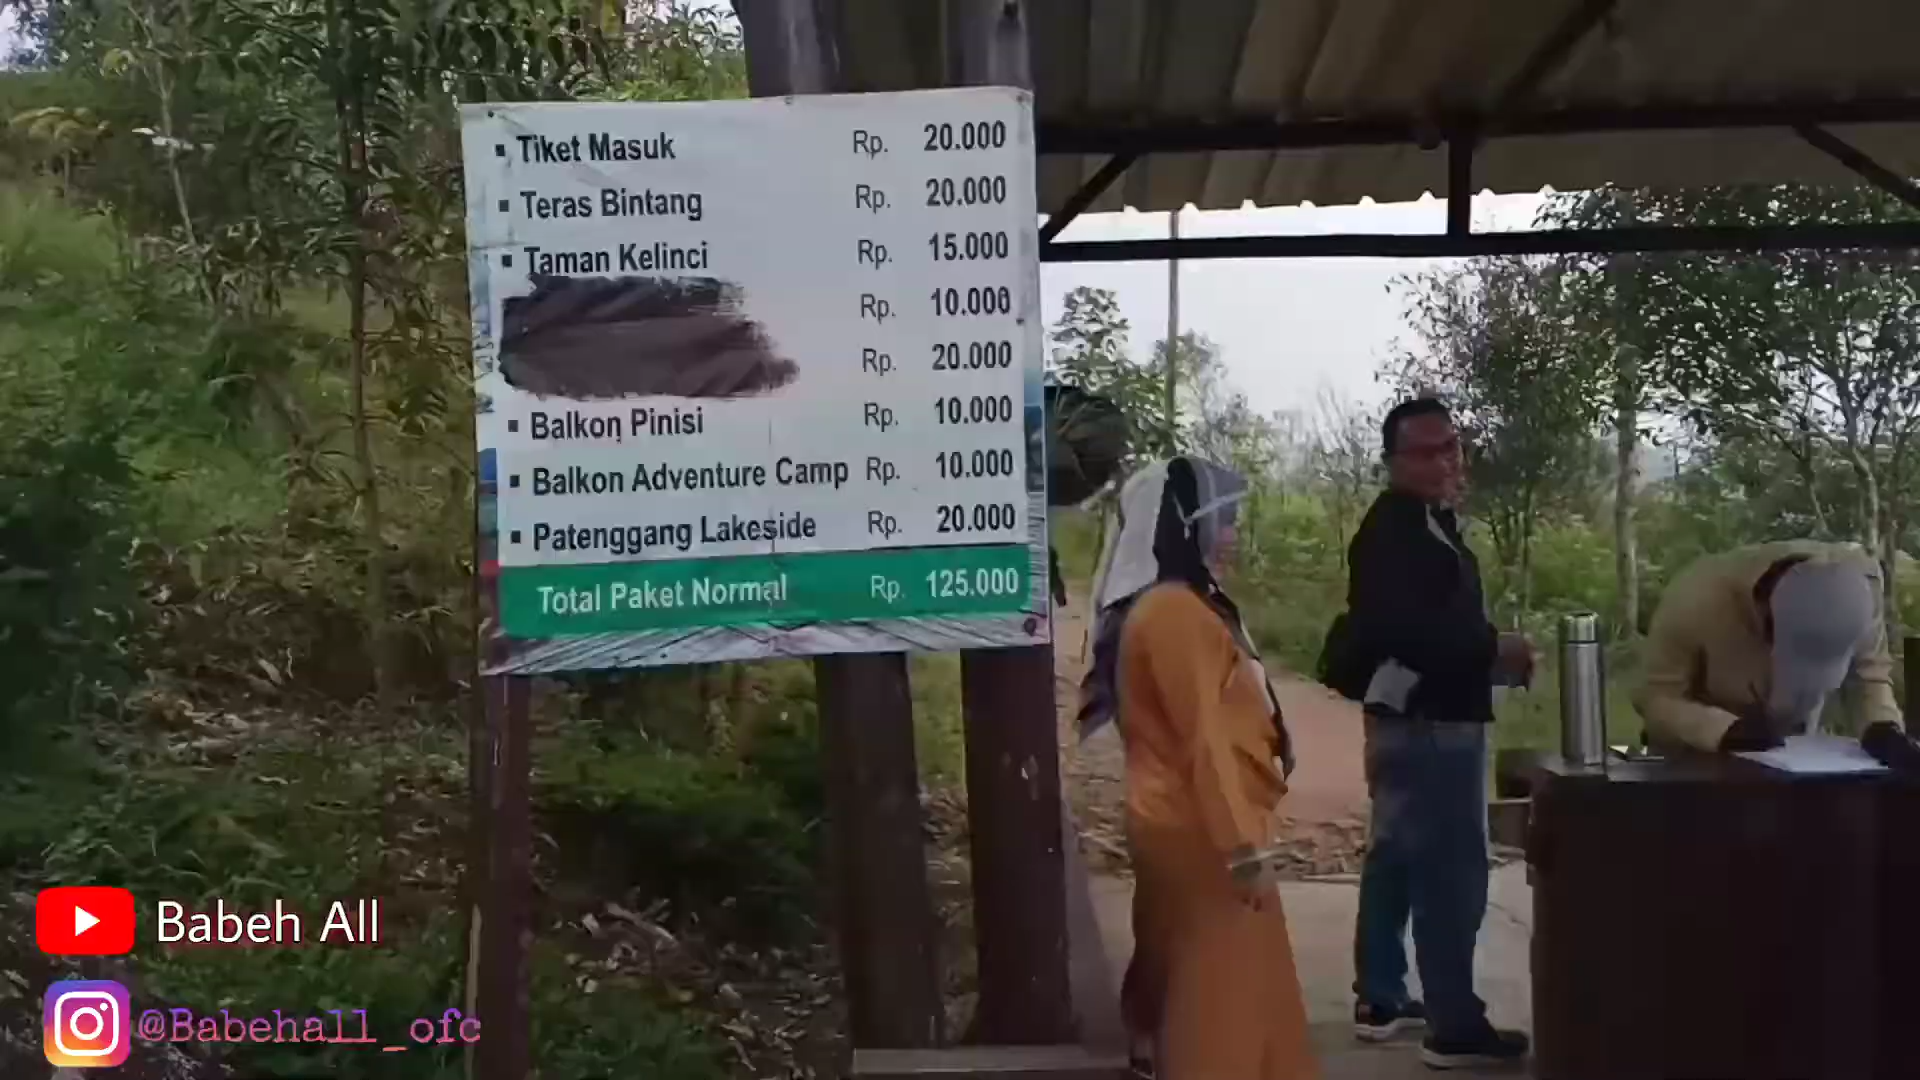 ▪ Tiket Masuk Rp. 20.000
▪ Teras Bintang Rp. 20.000
▪ Taman Kelinci Rp. 15.000
Rp. 10.000
Rp. 20.000
▪ Balkon Pinisi Rp. 10.000
▪ Balkon Adventure Camp Rp. 10.000
▪ Patenggang Lakeside Rp. 20.000
Total Paket Normal Rp. 125.000
Babeh All
@Babehall_ofc